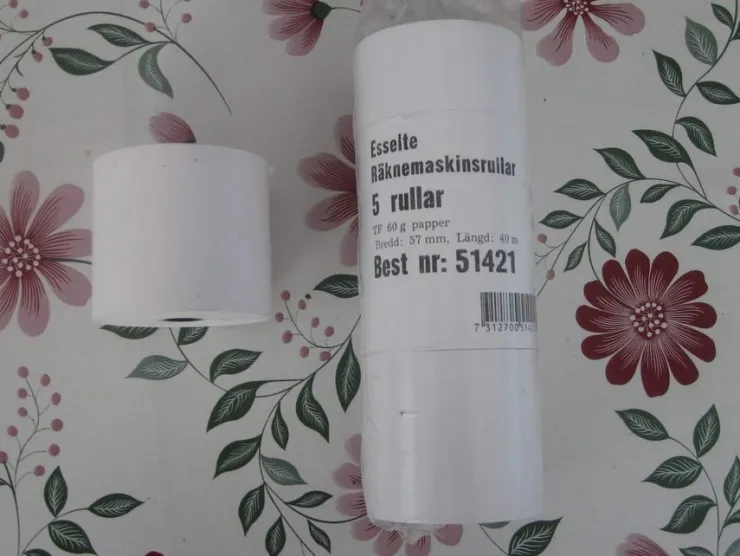 Esselte
Räknemaskinsrullar
5 rullar
TF 60 g papper
Bredd: 57 mm, Längd: 40 m
Best nr: 51421